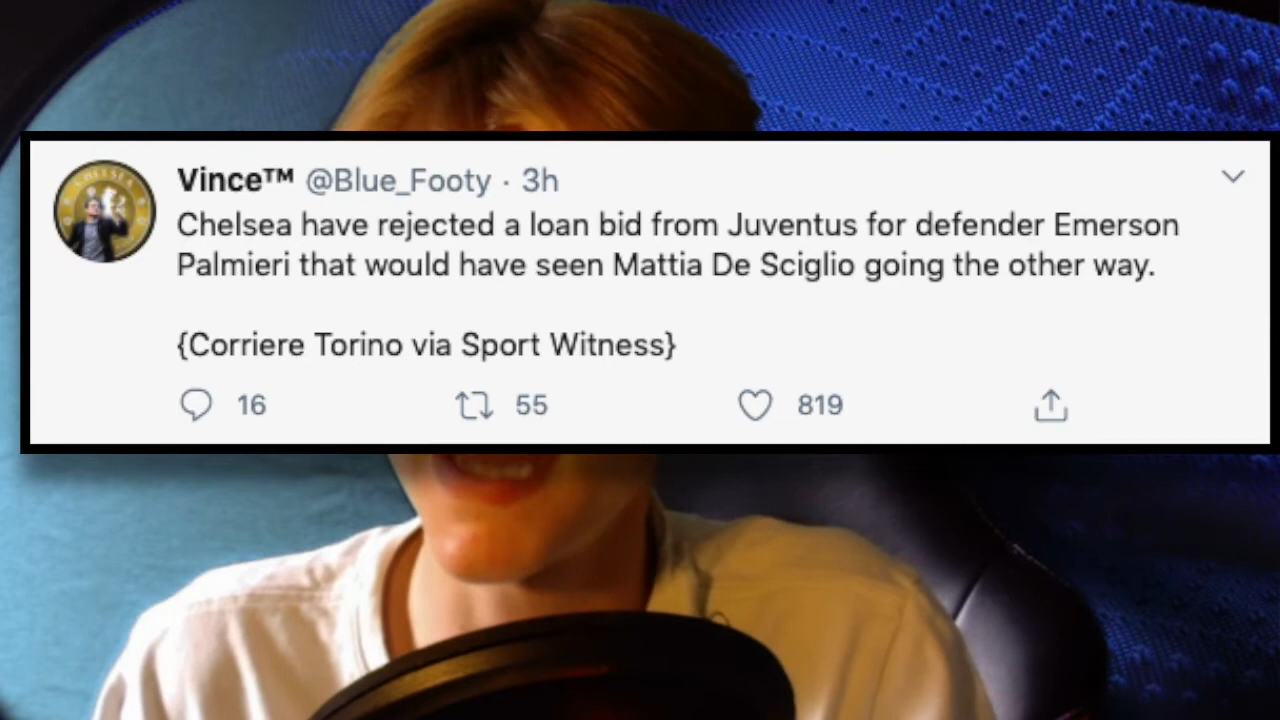 Vince™ @Blue_Footy · 3h
Chelsea have rejected a loan bid from Juventus for defender Emerson
Palmieri that would have seen Mattia De Sciglio going the other way.
{Corriere Torino via Sport Witness}
16 55 819